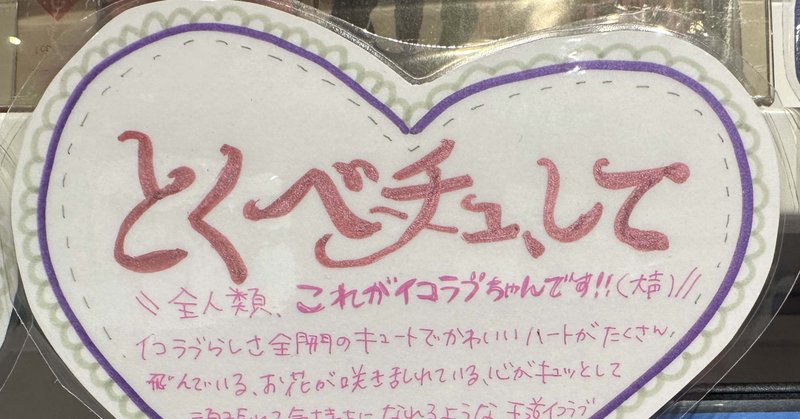 とくべチュ、して
\\全人類、これがイコラブちゃんです!!(大声)//
イコラブらしさ全開のキュートでかわいいハートがたくさん
飛んでいる、お花が咲きまくれている、心がキュッとして